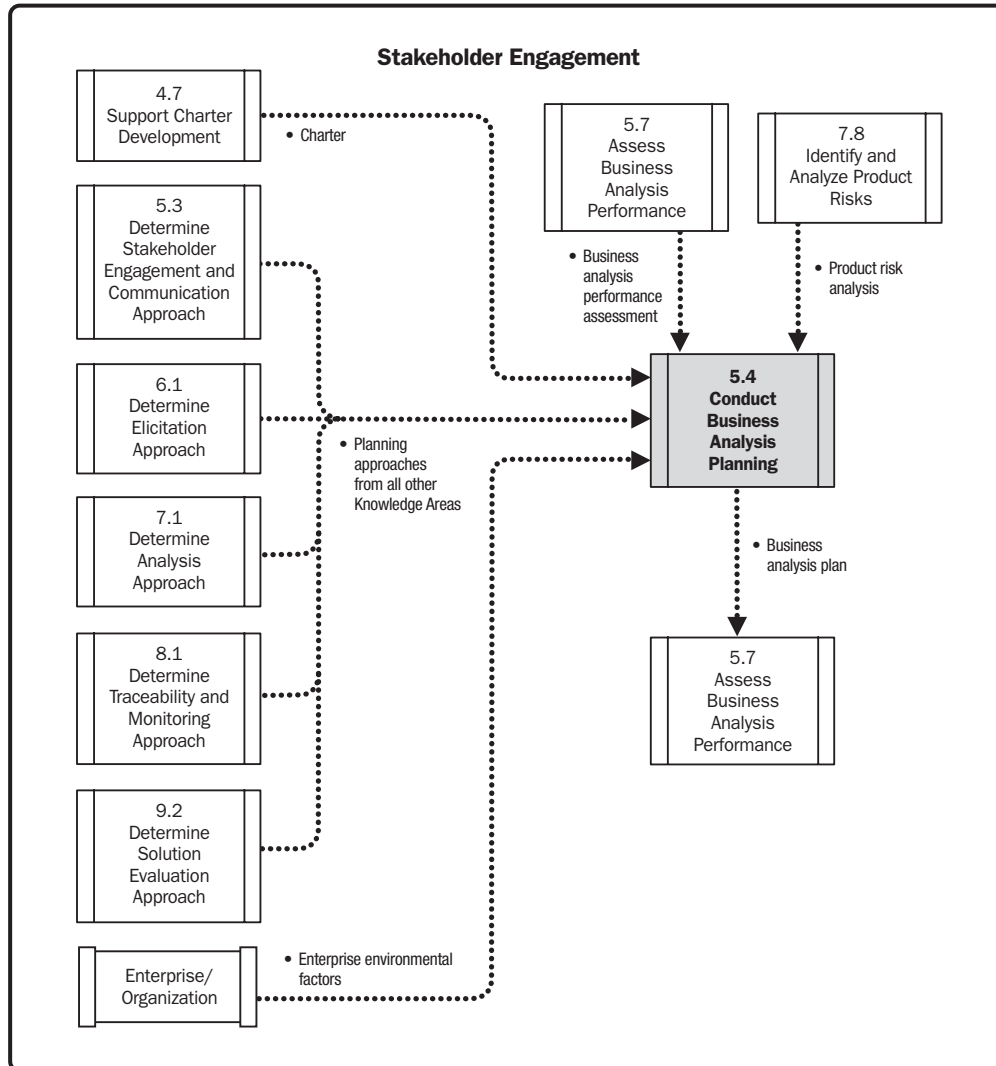 Stakeholder Engagement
4.7
Support Charter
Development
• Charter
5.7
Assess
Business
Analysis
Performance
7.8
Identify and
Analyze Product
Risks
5.3
Determine
Stakeholder
Engagement and
Communication
Approach
• Business
analysis
performance
assessment
• Product risk
analysis
6.1
Determine
Elicitation
Approach
• Planning
approaches
from all other
Knowledge Areas
5.4
Conduct
Business
Analysis
Planning
7.1
Determine
Analysis
Approach
• Business
analysis plan
8.1
Determine
Traceability and
Monitoring
Approach
5.7
Assess
Business
Analysis
Performance
9.2
Determine
Solution
Evaluation
Approach
Enterprise/
Organization
• Enterprise environmental
factors